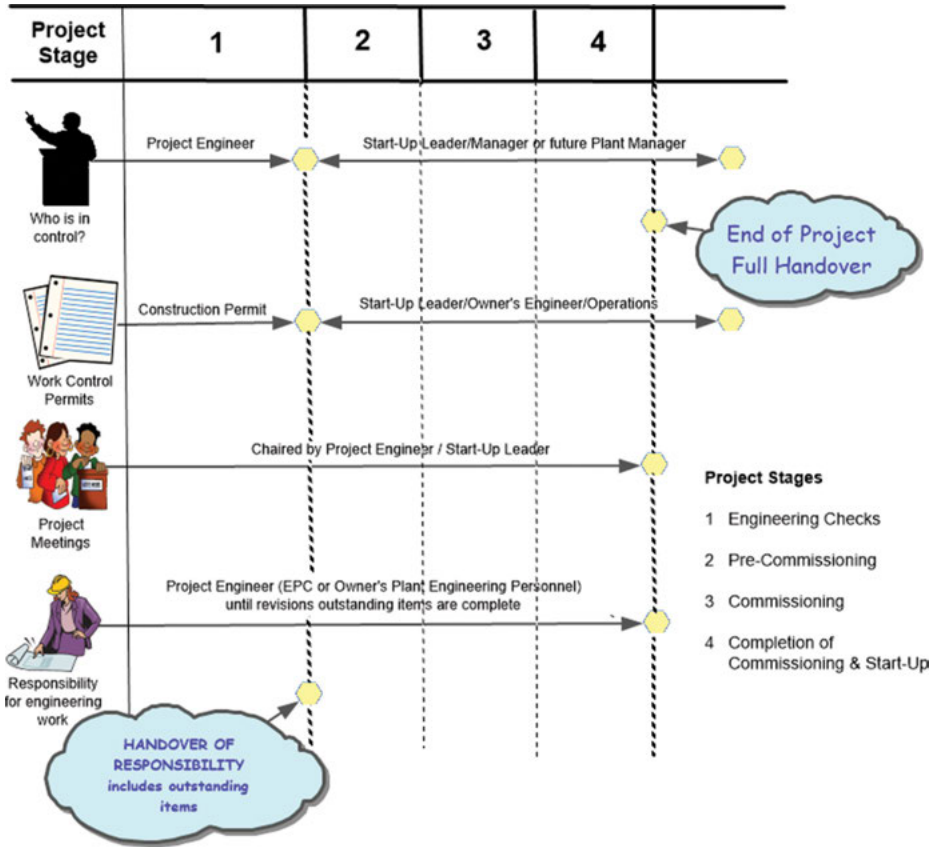 Project
Stage
1
2
3
4
Project Engineer
Start-Up Leader/Manager or future Plant Manager
Who is in
control?
End of Project
Full Handover
Construction Permit
Start-Up Leader/Owner's Engineer/Operations
Work Control
Permits
Chaired by Project Engineer / Start-Up Leader
Project
Meetings
Project Stages
1 Engineering Checks
2 Pre-Commissioning
3 Commissioning
4 Completion of
Commissioning & Start-Up
Project Engineer (EPC or Owner's Plant Engineering Personnel)
until revisions outstanding items are complete
Responsibility
for engineering
work
HANDOVER OF
RESPONSIBILITY
includes outstanding
items